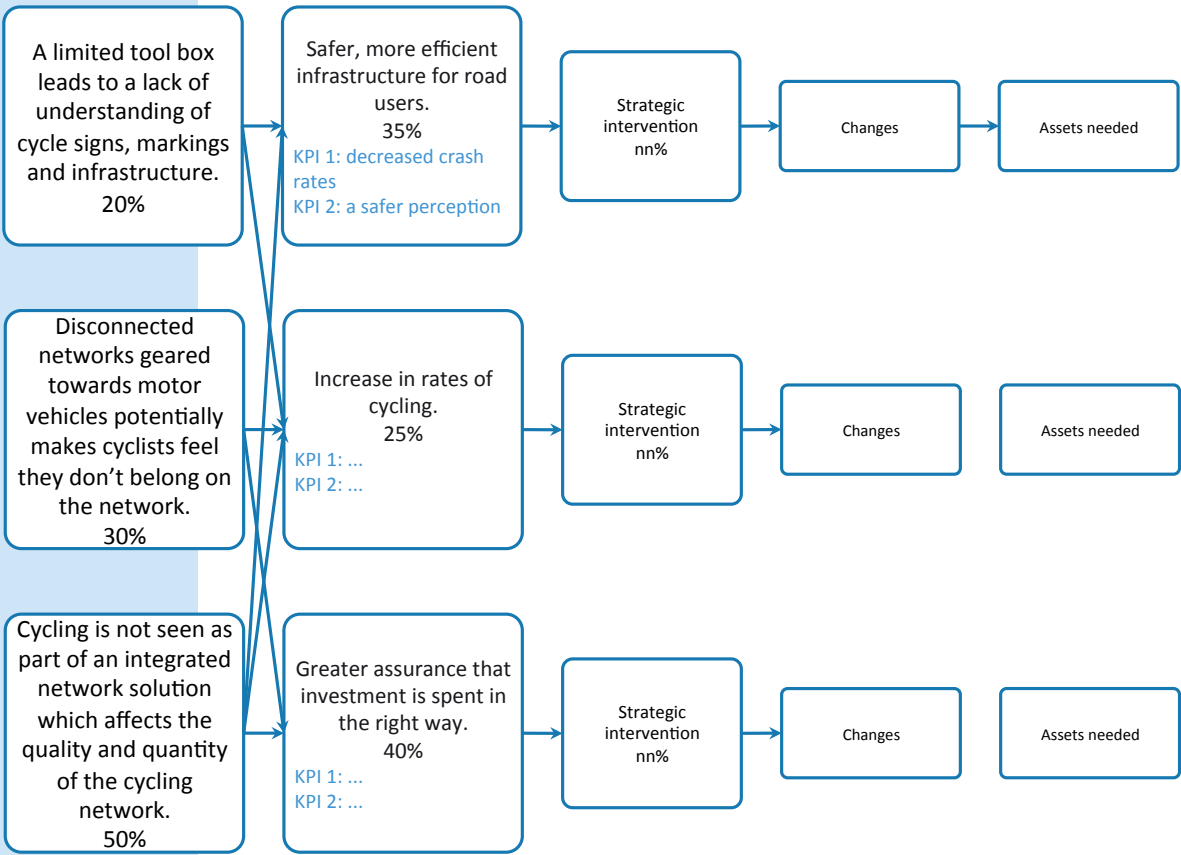 A limited tool box
leads to a lack of
understanding of
cycle signs, markings
and infrastructure.
20%
Safer, more efficient
infrastructure for road
users.
35%
KPI 1: decreased crash
rates
KPI 2: a safer perception
Strategic
intervention
nn%
Changes
Assets needed
Disconnected
networks geared
towards motor
vehicles potentially
makes cyclists feel
they don’t belong on
the network.
30%
Increase in rates of
cycling.
25%
KPI 1: ...
KPI 2: ...
Strategic
intervention
nn%
Changes
Assets needed
Cycling is not seen as
part of an integrated
network solution
which affects the
quality and quantity
of the cycling
network.
50%
Greater assurance that
investment is spent in
the right way.
40%
KPI 1: ...
KPI 2: ...
Strategic
intervention
nn%
Changes
Assets needed